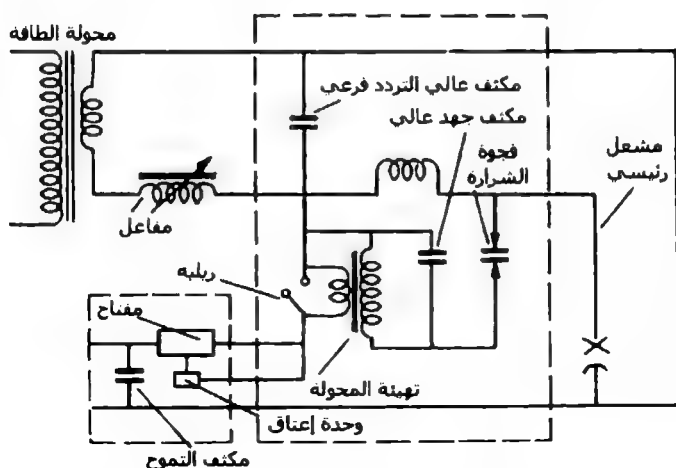 محولة الطاقة
مكثف عالي التردد فرعي
مكثف جهد عالي
فجوة
الشرارة
مشعل
رئيسي
مفاعل
ريليه
مفتاح
تهيئة المحولة
وحدة إعتاق
مكثف التموج